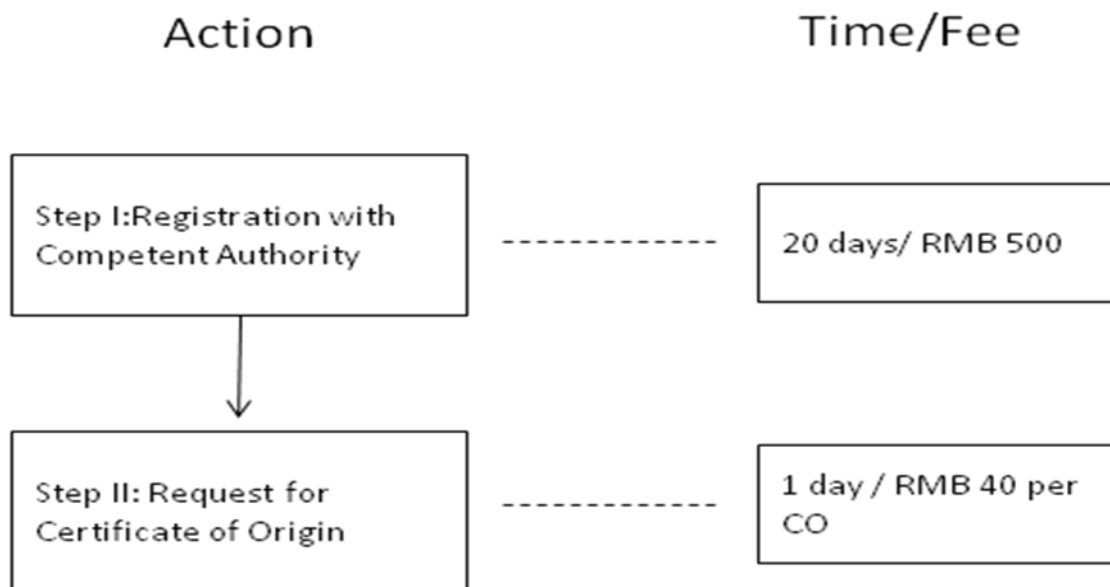 Action
Time/Fee
Step I:Registration with
Competent Authority
20 days/ RMB 500
Step II: Request for
Certificate of Origin
1 day / RMB 40 per
CO